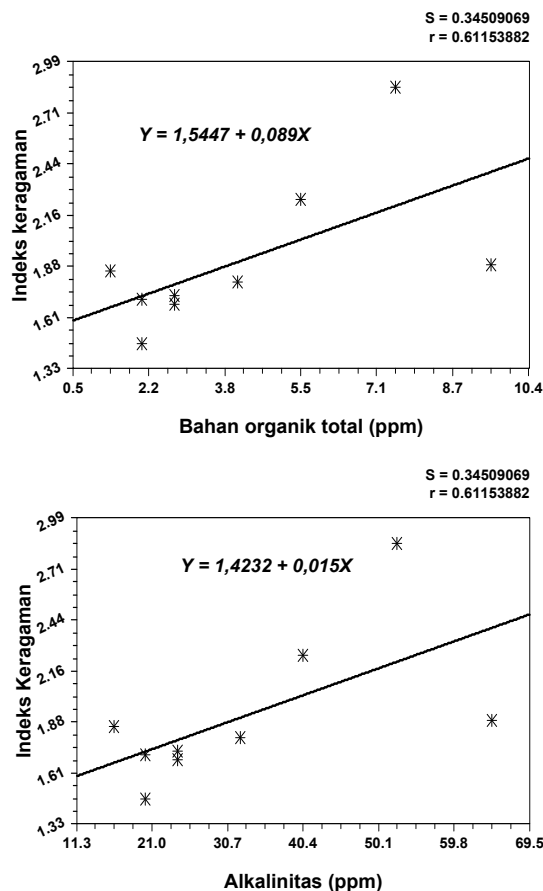 S = 0.34509069
r = 0.61153882
2.99
2.71
2.44
2.16
1.88
1.61
1.33
Indeks keragaman
Y = 1,5447 + 0,089X
0.5 2.2 3.8 5.5 7.1 8.7 10.4
Bahan organik total (ppm)
S = 0.34509069
r = 0.61153882
2.99
2.71
2.44
2.16
1.88
1.61
1.33
Indeks Keragaman
Y = 1,4232 + 0,015X
11.3 21.0 30.7 40.4 50.1 59.8 69.5
Alkalinitas (ppm)